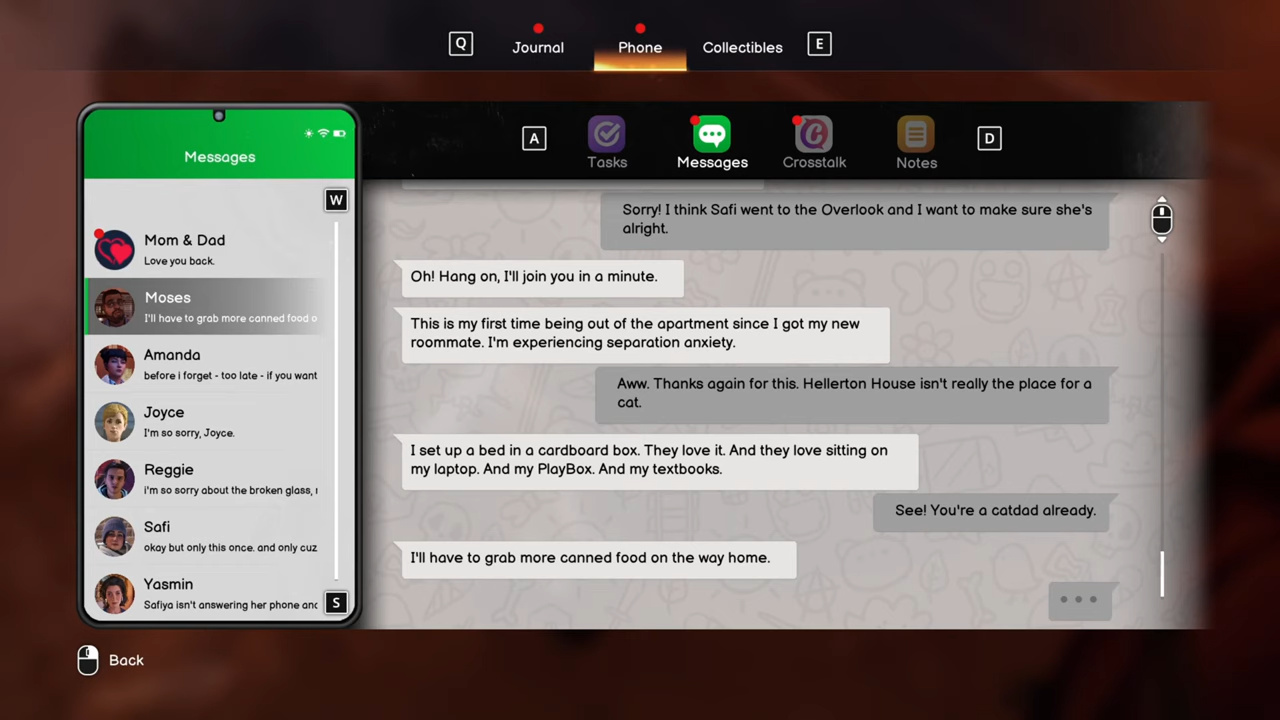 Q
Journal
Phone
Collectibles
E
Messages
W
Mom & Dad
Love you back.
Moses
I'll have to grab more canned food o
Amanda
before i forget - too late - if you want
Joyce
I'm so sorry, Joyce.
Reggie
i'm so sorry about the broken glass,
Safi
okay but only this once. and only cuz
Yasmin
Safiya isn't answering her phone and
S
A
Tasks
Messages
Crosstalk
Notes
D
Sorry! I think Safi went to the Overlook and I want to make sure she's
alright.
Oh! Hang on, I'll join you in a minute.
This is my first time being out of the apartment since I got my new
roommate. I'm experiencing separation anxiety.
Aww. Thanks again for this. Hellerton House isn't really the place for a
cat.
I set up a bed in a cardboard box. They love it. And they love sitting on
my laptop. And my PlayBox. And my textbooks.
See! You're a catdad already.
I'll have to grab more canned food on the way home.
Back